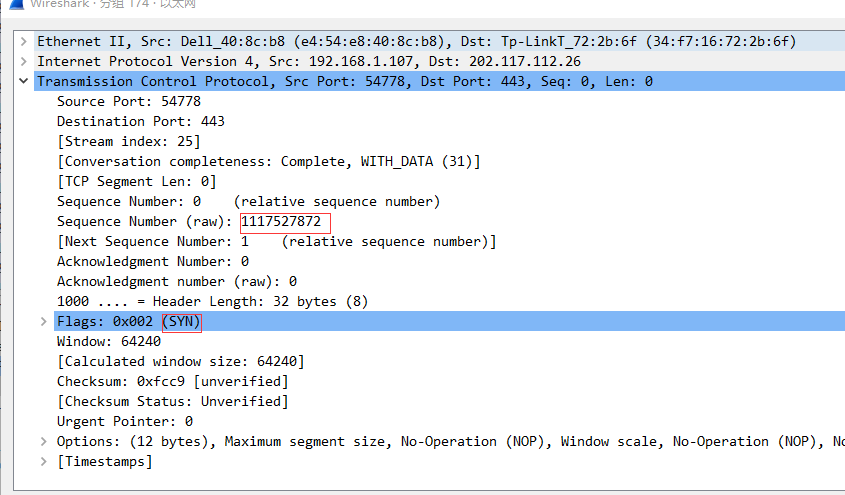 Wireshark · 分组 174 · 以太网
Ethernet II, Src: Dell_40:8c:b8 (e4:54:e8:40:8c:b8), Dst: Tp-LinkT_72:2b:6f (34:f7:16:72:2b:6f)
Internet Protocol Version 4, Src: 192.168.1.107, Dst: 202.117.112.26
Transmission Control Protocol, Src Port: 54778, Dst Port: 443, Seq: 0, Len: 0
Source Port: 54778
Destination Port: 443
[Stream index: 25]
[Conversation completeness: Complete, WITH_DATA (31)]
[TCP Segment Len: 0]
Sequence Number: 0    (relative sequence number)
Sequence Number (raw): 1117527872
[Next Sequence Number: 1    (relative sequence number)]
Acknowledgment Number: 0
Acknowledgment number (raw): 0
1000 .... = Header Length: 32 bytes (8)
Flags: 0x002 (SYN)
Window: 64240
[Calculated window size: 64240]
Checksum: 0xfcc9 [unverified]
[Checksum Status: Unverified]
Urgent Pointer: 0
Options: (12 bytes), Maximum segment size, No-Operation (NOP), Window scale, No-Operation (NOP), No
[Timestamps]